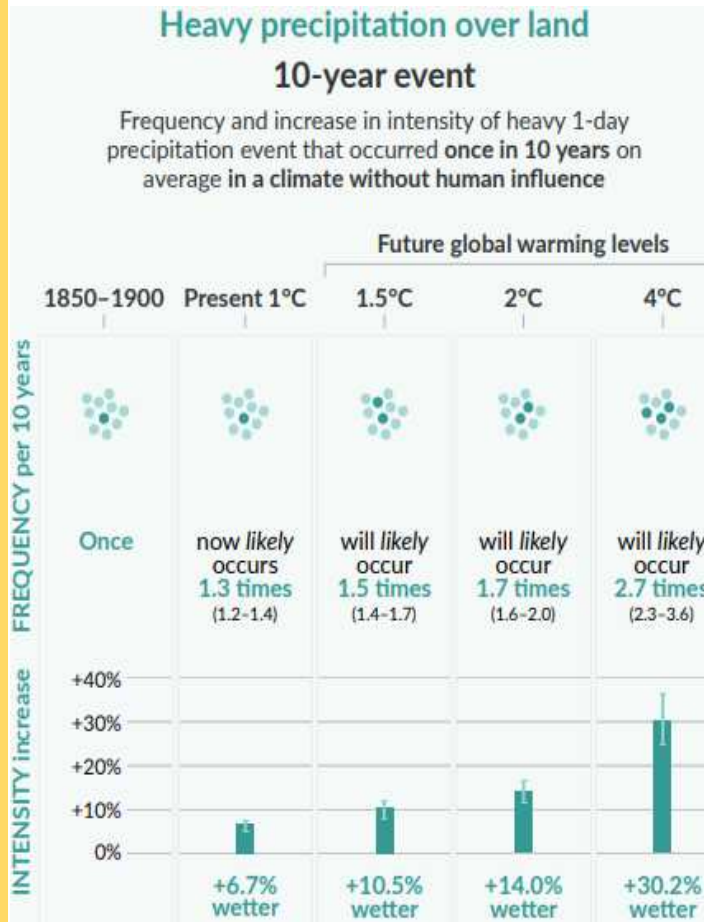 Heavy precipitation over land
10-year event
Frequency and increase in intensity of heavy 1-day
precipitation event that occurred once in 10 years on
average in a climate without human influence
Future global warming levels
1850–1900 Present 1°C 1.5°C 2°C 4°C
FREQUENCY per 10 years
Once
now likely
occurs
1.3 times
(1.2–1.4)
will likely
occur
1.5 times
(1.4–1.7)
will likely
occur
1.7 times
(1.6–2.0)
will likely
occur
2.7 times
(2.3–3.6)
INTENSITY increase
+40%
+30%
+20%
+10%
0%
+6.7%
wetter
+10.5%
wetter
+14.0%
wetter
+30.2%
wetter